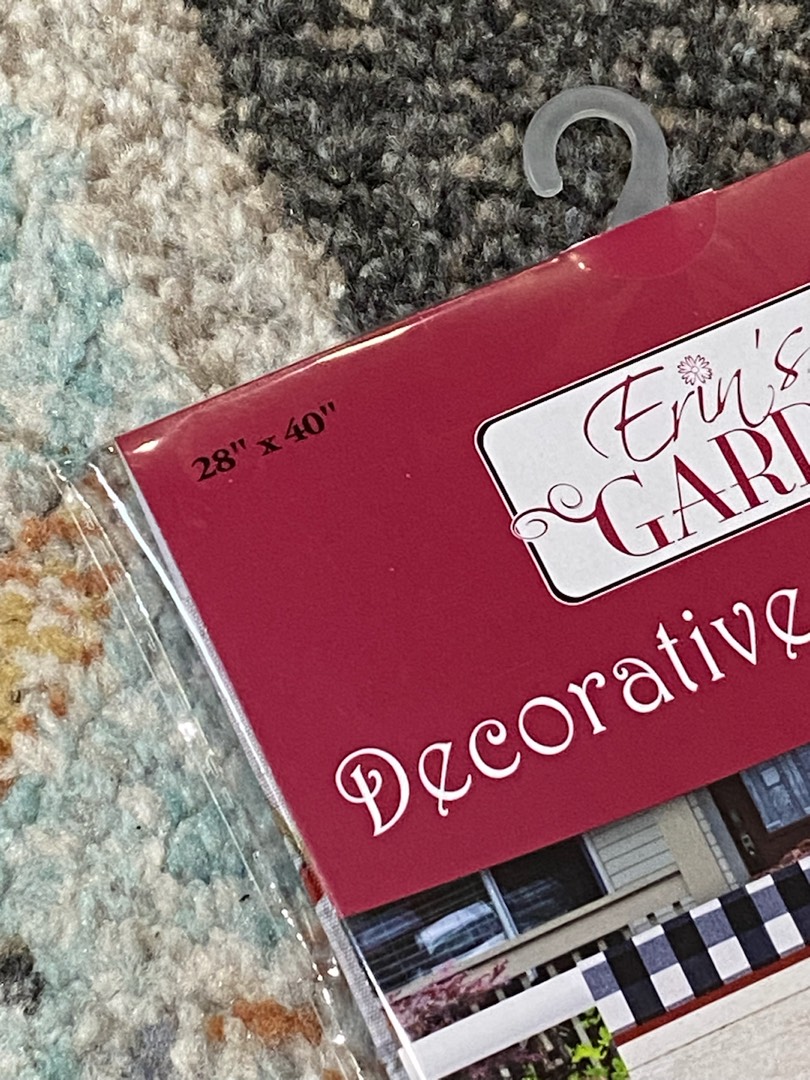 28" x 40"
Erin's
GARD
Decorative